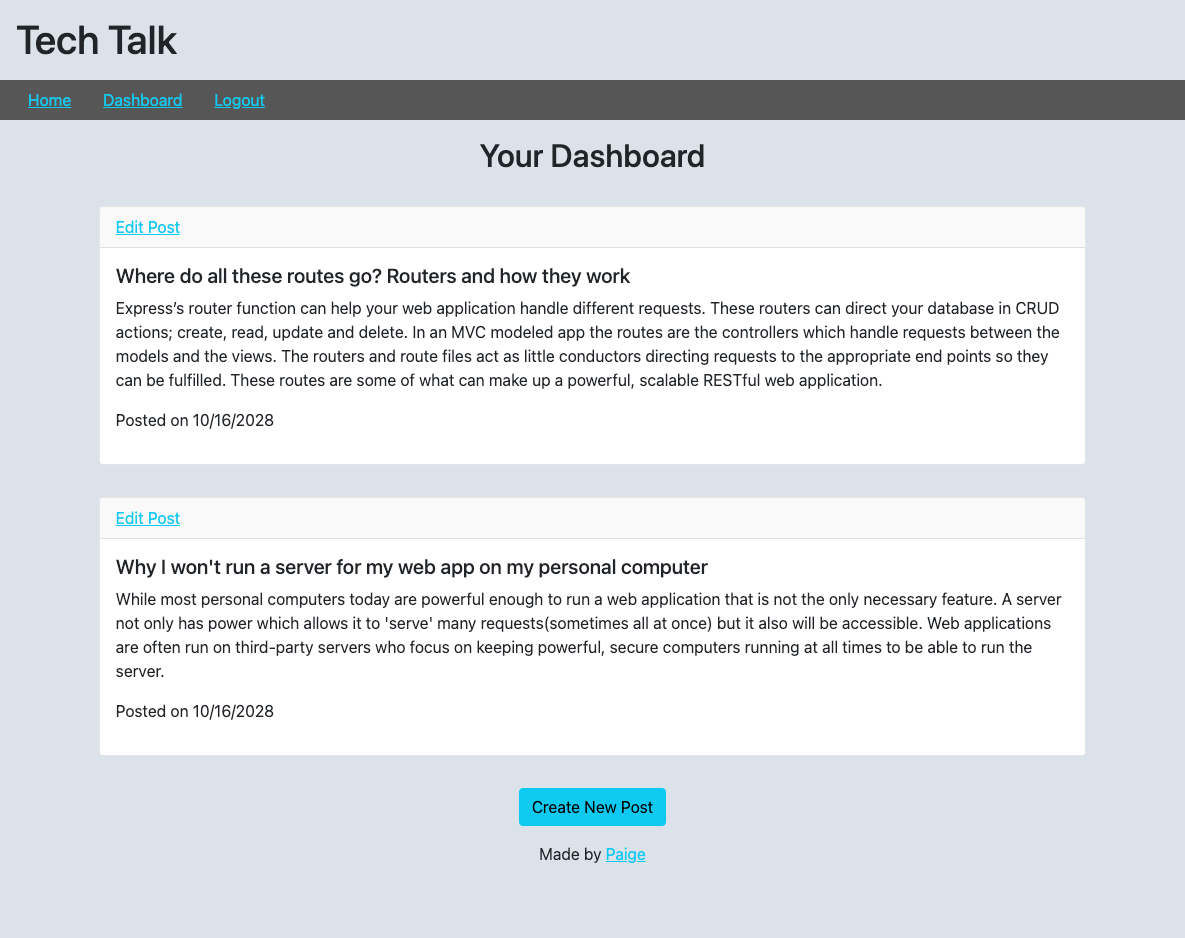 Tech Talk
Home Dashboard Logout
Your Dashboard
Edit Post
Where do all these routes go? Routers and how they work
Express’s router function can help your web application handle different requests. These routers can direct your database in CRUD
actions; create, read, update and delete. In an MVC modeled app the routes are the controllers which handle requests between the
models and the views. The routers and route files act as little conductors directing requests to the appropriate end points so they
can be fulfilled. These routes are some of what can make up a powerful, scalable RESTful web application.
Posted on 10/16/2028
Edit Post
Why I won't run a server for my web app on my personal computer
While most personal computers today are powerful enough to run a web application that is not the only necessary feature. A server
not only has power which allows it to 'serve' many requests(sometimes all at once) but it also will be accessible. Web applications
are often run on third-party servers who focus on keeping powerful, secure computers running at all times to be able to run the
server.
Posted on 10/16/2028
Create New Post
Made by Paige